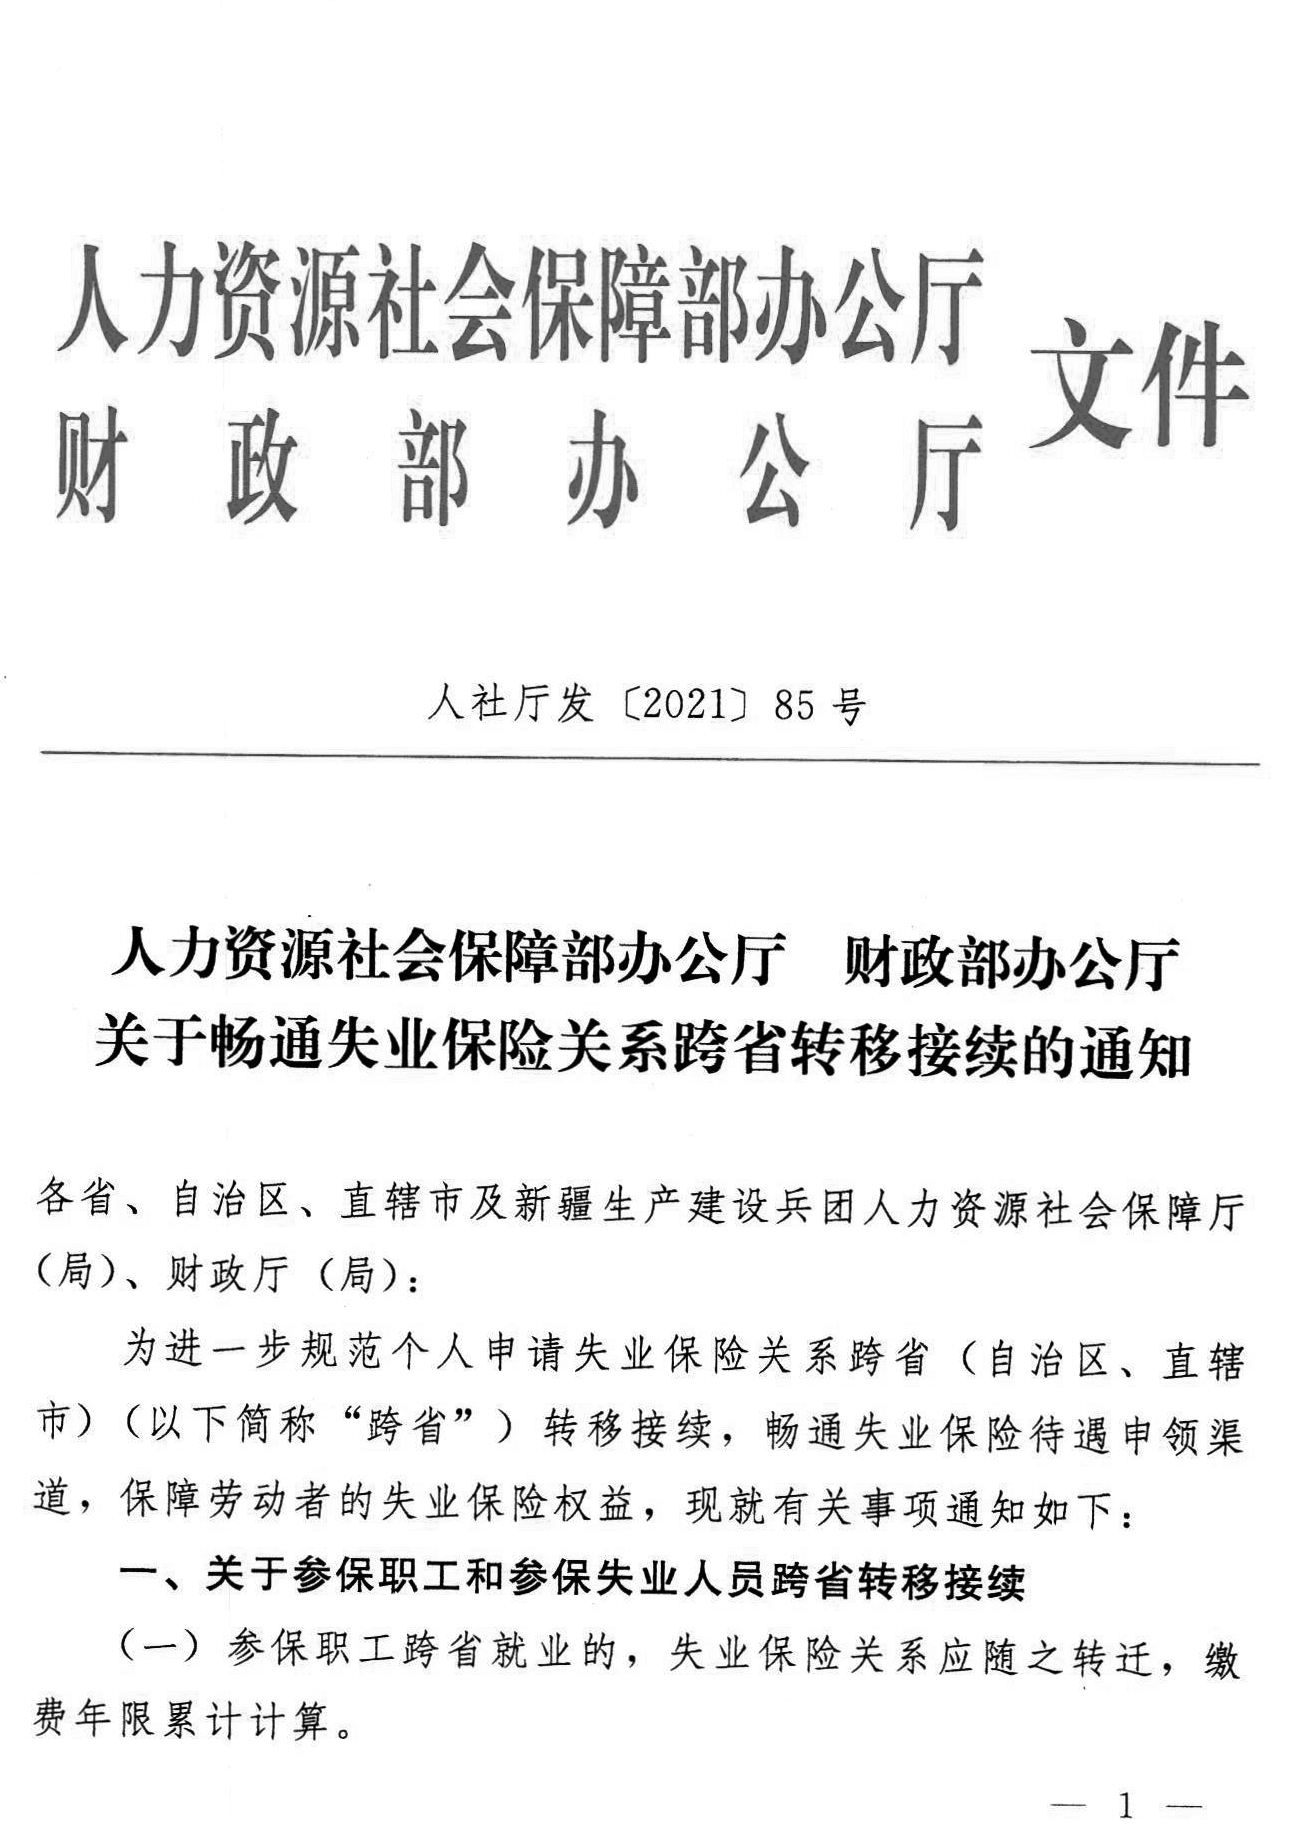 人力资源社会保障部办公厅
财政部办公厅
文件
人社厅发〔2021〕85号
人力资源社会保障部办公厅 财政部办公厅
关于畅通失业保险关系跨省转移接续的通知
各省、自治区、直辖市及新疆生产建设兵团人力资源社会保障厅
（局）、财政厅（局）：
为进一步规范个人申请失业保险关系跨省（自治区、直辖
市）（以下简称“跨省”）转移接续，畅通失业保险待遇申领渠
道，保障劳动者的失业保险权益，现就有关事项通知如下：
一、关于参保职工和参保失业人员跨省转移接续
（一）参保职工跨省就业的，失业保险关系应随之转迁，缴
费年限累计计算。
— 1 —